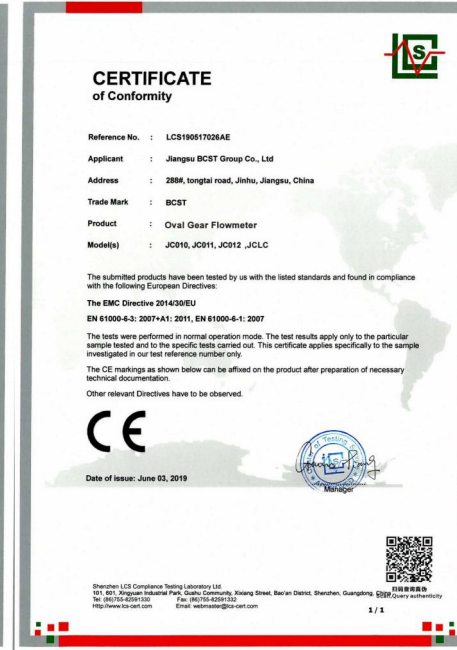 LCS
CERTIFICATE
of Conformity
Reference No. : LCS190517026AE
Applicant : Jiangsu BCST Group Co., Ltd
Address : 288#, tongtai road, Jinhu, Jiangsu, China
Trade Mark : BCST
Product : Oval Gear Flowmeter
Model(s) : JC010, JC011, JC012 ,JCLC
The submitted products have been tested by us with the listed standards and found in compliance
with the following European Directives:
The EMC Directive 2014/30/EU
EN 61000-6-3: 2007+A1: 2011, EN 61000-6-1: 2007
The tests were performed in normal operation mode. The test results apply only to the particular
sample tested and to the specific tests carried out. This certificate applies specifically to the sample
investigated in our test reference number only.
The CE markings as shown below can be affixed on the product after preparation of necessary
technical documentation.
Other relevant Directives have to be observed.
CE
of Testing
LCS
Manager
Date of issue: June 03, 2019
Shenzhen LCS Compliance Testing Laboratory Ltd.
101, 601, Xingyuan Industrial Park, Gushu Community, Xixiang Street, Bao'an District, Shenzhen, Guangdong, China
Tel: (86)755-82591330 Fax: (86)755-82591332
Http://www.lcs-cert.com Email: webmaster@lcs-cert.com
扫码查询真伪
Scan,Query authenticity
1 / 1